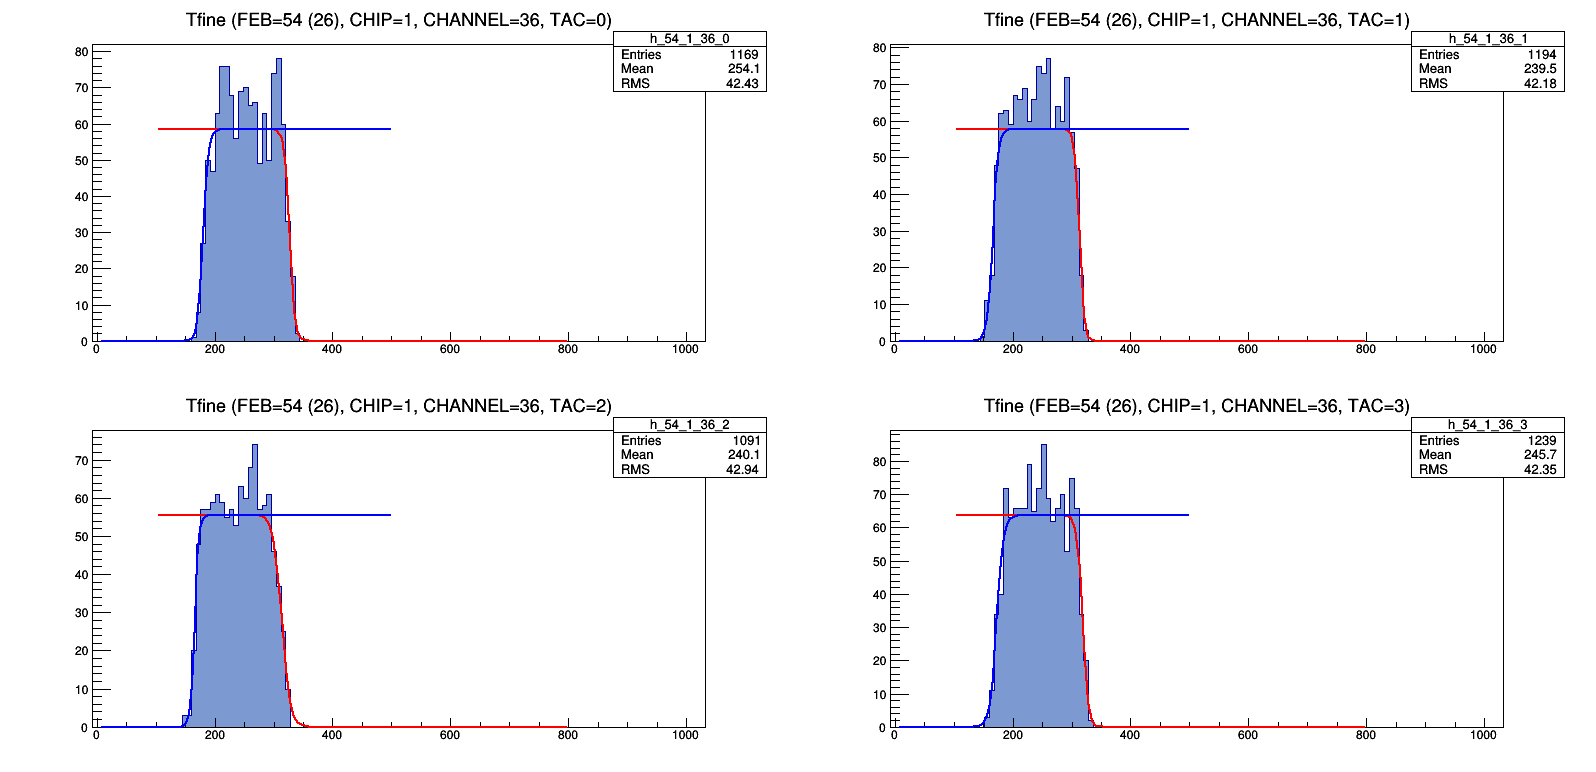 Tfine (FEB=54 (26), CHIP=1, CHANNEL=36, TAC=0)
h_54_1_36_0
Entries 1169
Mean 254.1
RMS 42.43
80
70
60
50
40
30
20
10
0
0 200 400 600 800 1000
Tfine (FEB=54 (26), CHIP=1, CHANNEL=36, TAC=1)
h_54_1_36_1
Entries 1194
Mean 239.5
RMS 42.18
80
70
60
50
40
30
20
10
0
0 200 400 600 800 1000
Tfine (FEB=54 (26), CHIP=1, CHANNEL=36, TAC=2)
h_54_1_36_2
Entries 1091
Mean 240.1
RMS 42.94
70
60
50
40
30
20
10
0
0 200 400 600 800 1000
Tfine (FEB=54 (26), CHIP=1, CHANNEL=36, TAC=3)
h_54_1_36_3
Entries 1239
Mean 245.7
RMS 42.35
80
70
60
50
40
30
20
10
0
0 200 400 600 800 1000